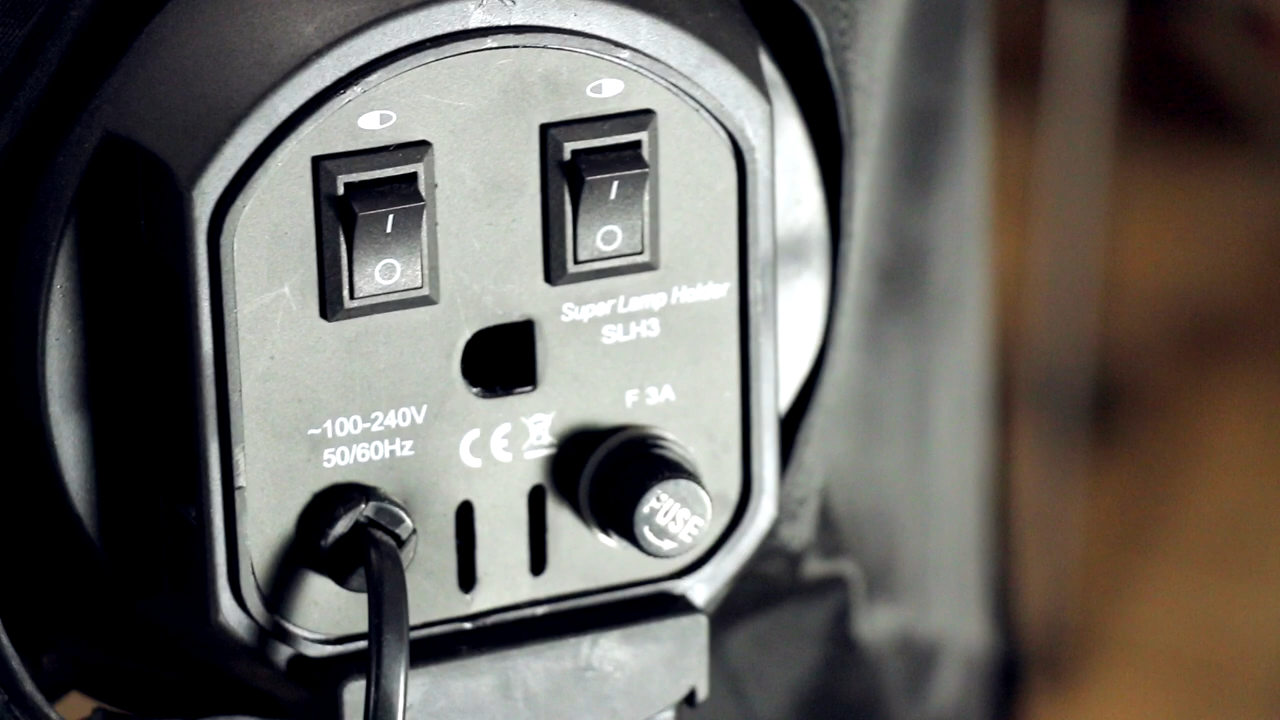 I
O
I
O
Super Lamp Holder
SLH3
F 3A
~100-240V
50/60Hz
CE
FUSE